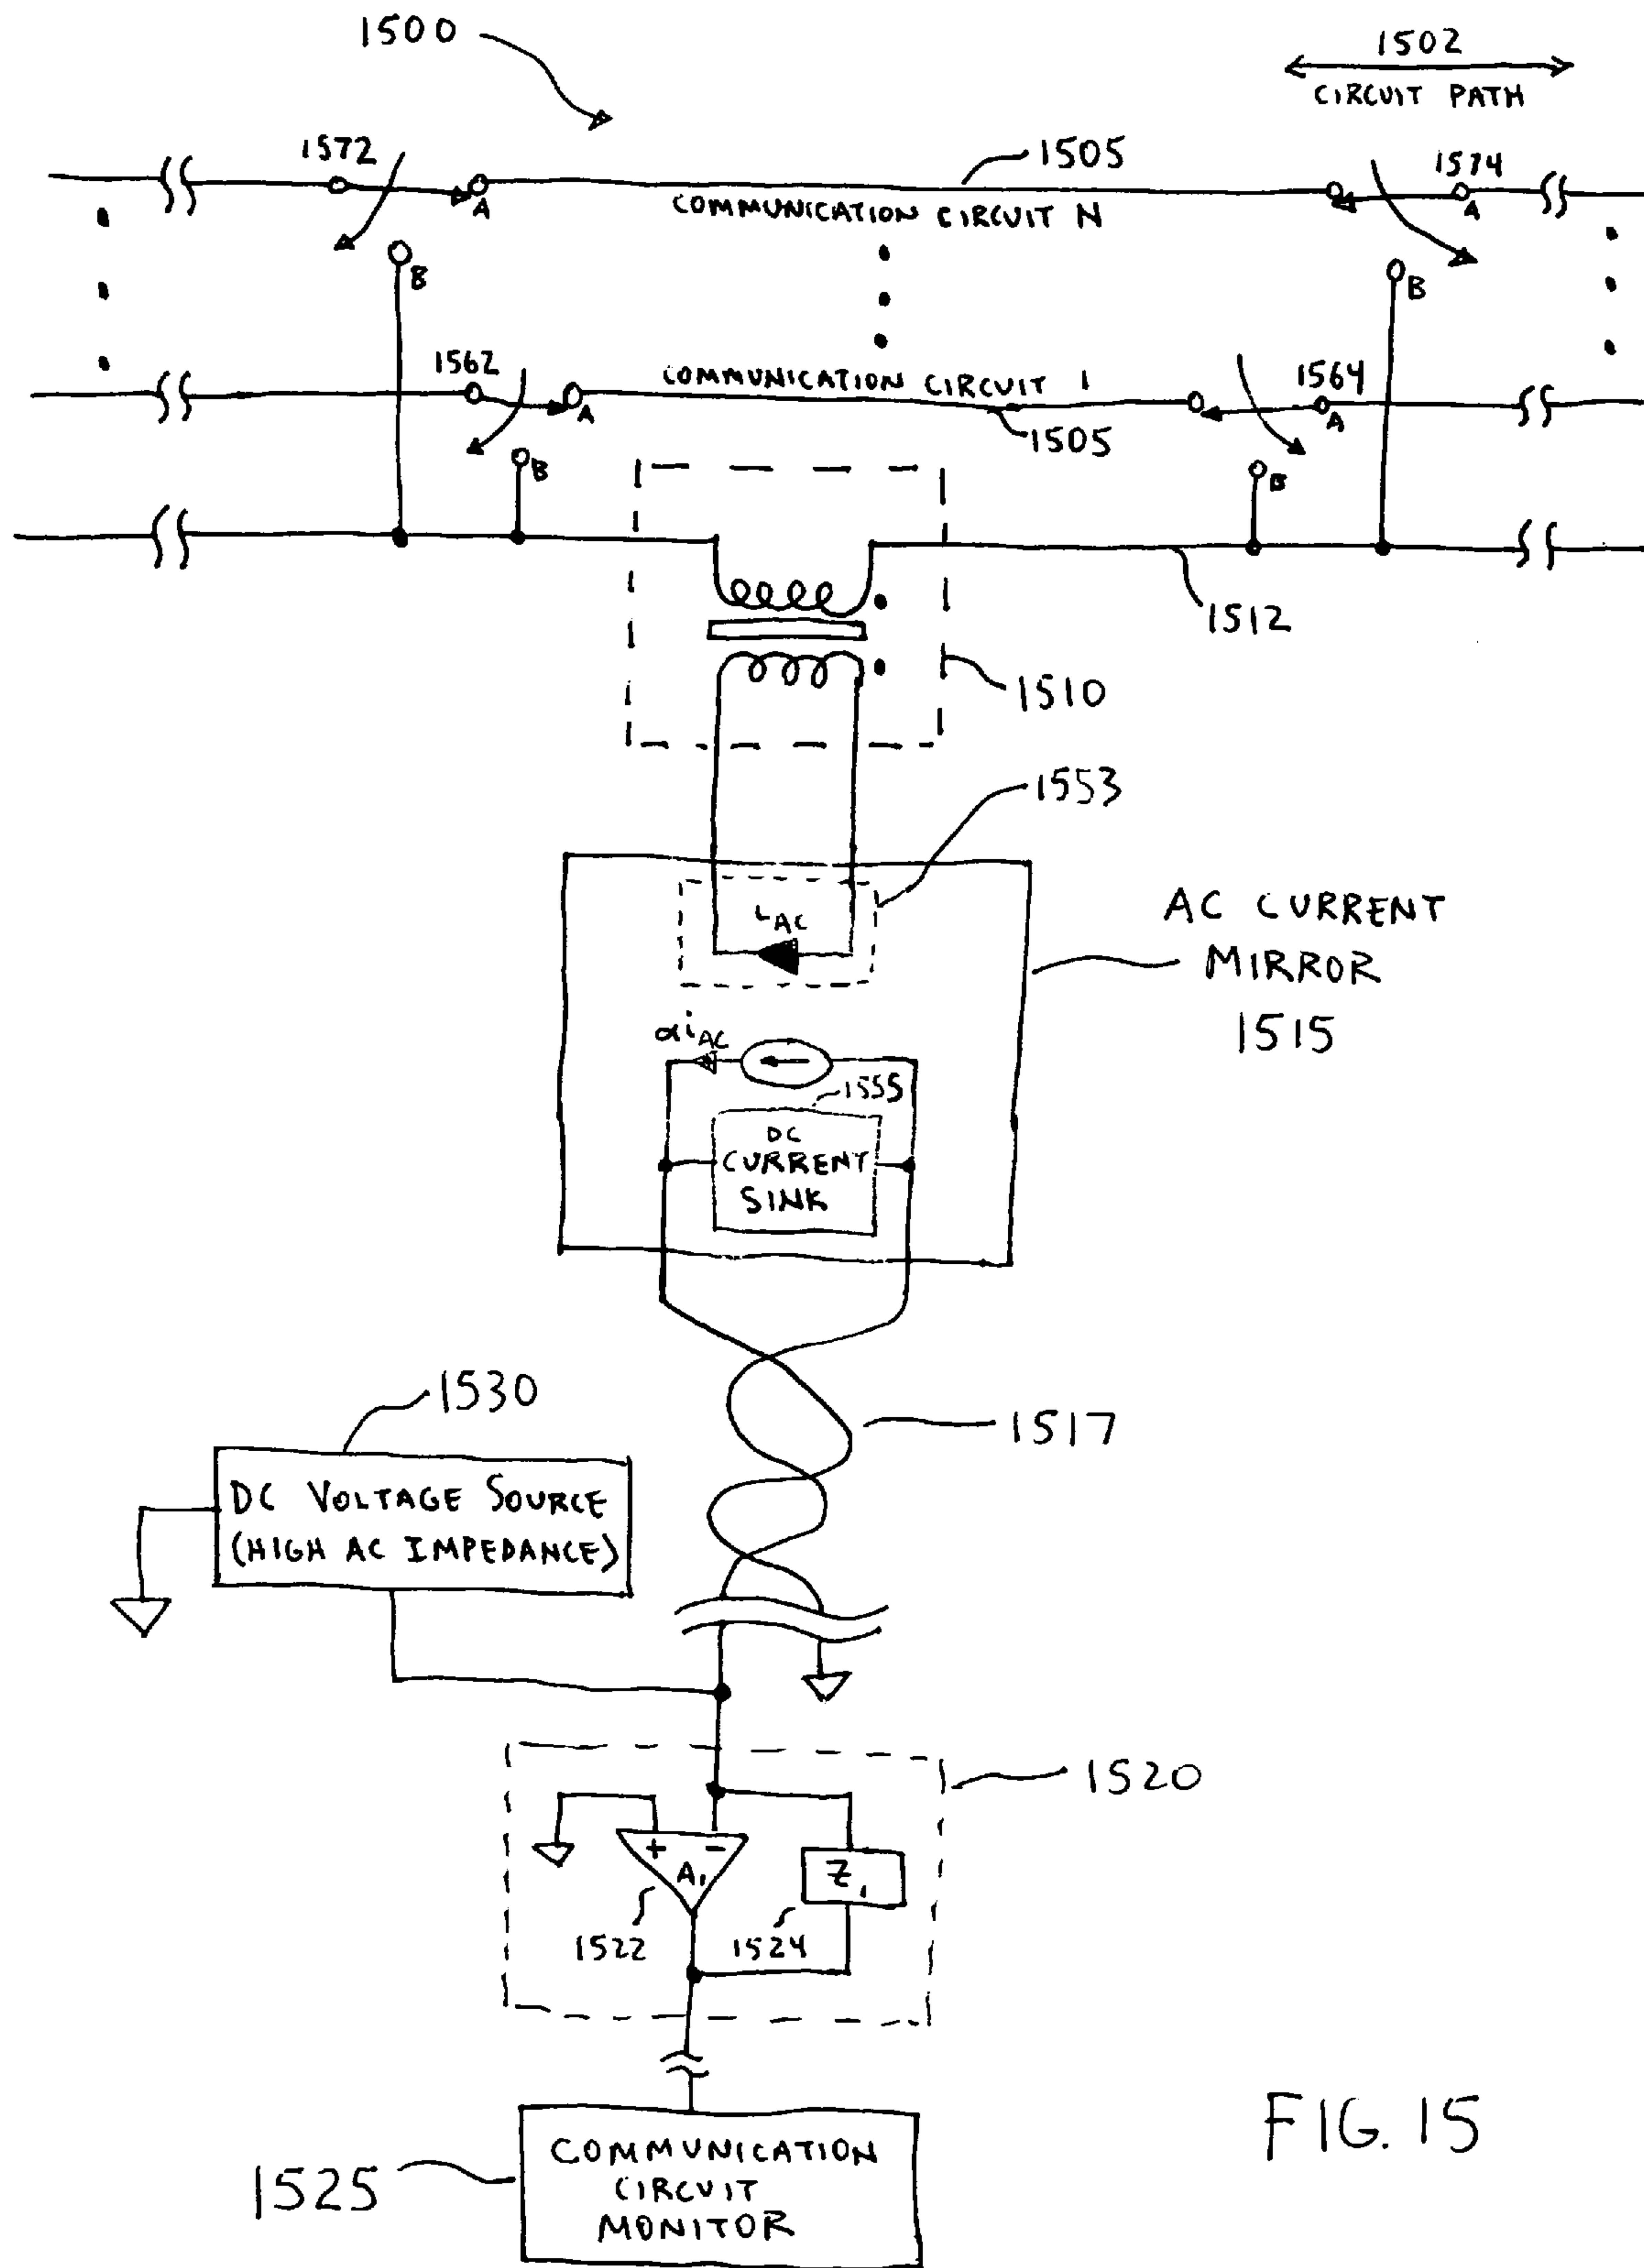 1500
1502
CIRCUIT PATH
1572
1505
1574
A
COMMUNICATION CIRCUIT N
A
B
B
1562
COMMUNICATION CIRCUIT 1
1564
A
1505
A
B
B
1512
1510
1553
iAC
AC CURRENT
MIRROR
1515
αiAC
1555
DC
CURRENT
SINK
1530
1517
DC VOLTAGE SOURCE
(HIGH AC IMPEDANCE)
1520
+ −
A1
Z1
1522
1524
COMMUNICATION
CIRCUIT
MONITOR
1525
FIG. 15